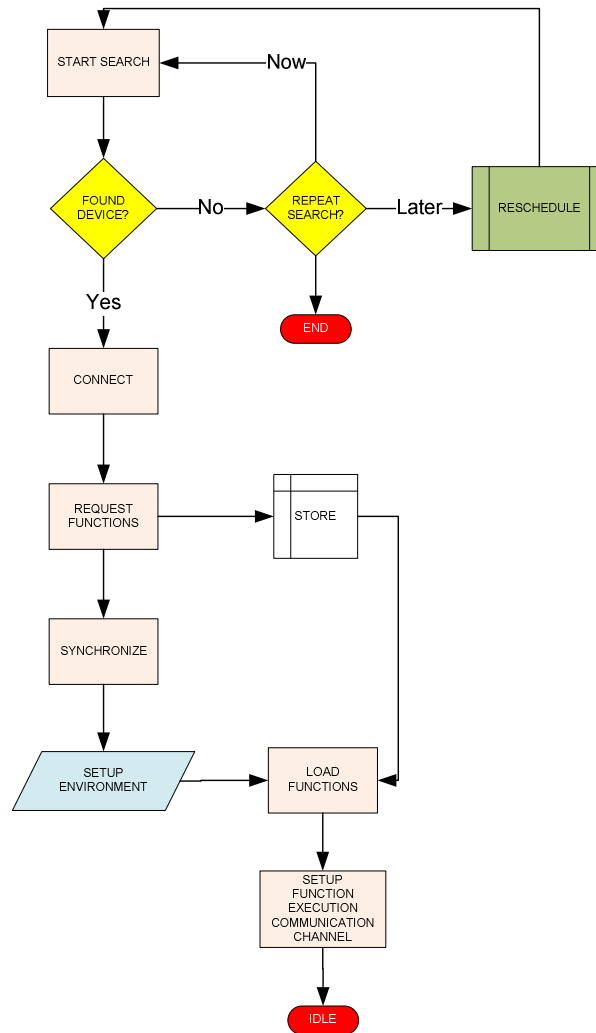 START SEARCH
Now
FOUND
DEVICE?
No
REPEAT
SEARCH?
Later
RESCHEDULE
Yes
END
CONNECT
REQUEST
FUNCTIONS
STORE
SYNCHRONIZE
SETUP
ENVIRONMENT
LOAD
FUNCTIONS
SETUP
FUNCTION
EXECUTION
COMMUNICATION
CHANNEL
IDLE